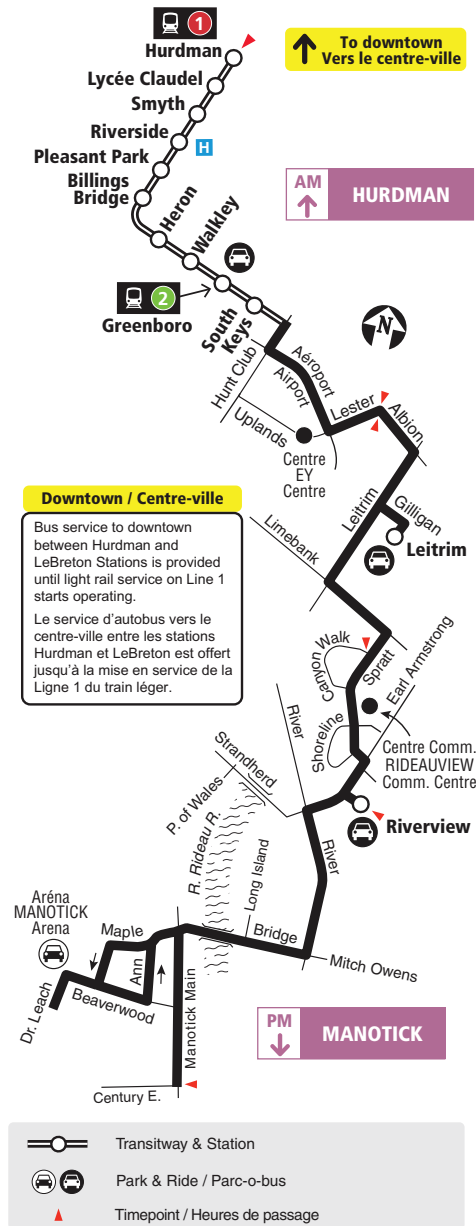 1
Hurdman
To downtown
Vers le centre-ville
Lycée Claudel
Smyth
Riverside
H
Pleasant Park
Billings
Bridge
AM
HURDMAN
Heron
Walkley
2
Greenboro
South
Keys
N
Hunt Club
Aéroport
Airport
Lester
Albion
Uplands
Centre
EY
Centre
Leitrim
Gilligan
Leitrim
Limebank
Downtown / Centre-ville
Bus service to downtown
between Hurdman and
LeBreton Stations is provided
until light rail service on Line 1
starts operating.
Le service d'autobus vers le
centre-ville entre les stations
Hurdman et LeBreton est offert
jusqu'à la mise en service de la
Ligne 1 du train léger.
Canyon Walk
Spratt
Earl Armstrong
River
Shoreline
Centre Comm.
RIDEAUVIEW
Comm. Centre
Strandherd
P. of Wales
R. Rideau R.
Riverview
River
Long Island
Bridge
Mitch Owens
Aréna
MANOTICK
Arena
Maple
Ann
Beaverwood
Dr. Leach
Manotick Main
Century E.
PM
MANOTICK
Transitway & Station
Park & Ride / Parc-o-bus
Timepoint / Heures de passage